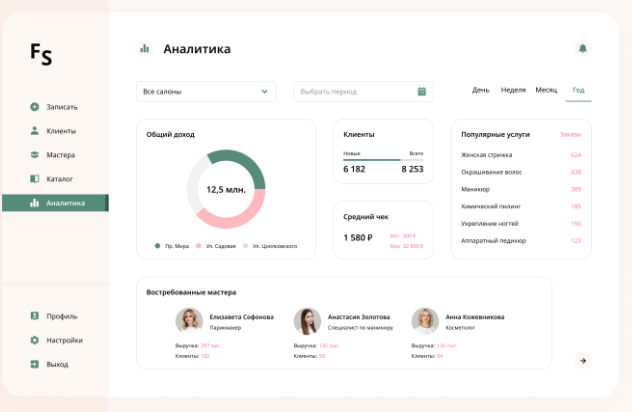 FS
Записать
Клиенты
Мастера
Каталог
Аналитика
Профиль
Настройки
Выход
Аналитика
Все салоны
Выбрать период
День Неделя Месяц Год
Общий доход
12,5 млн.
Пр. Мира Ул. Садовая Ул. Циолковского
Клиенты
Новые Всего
6 182 8 253
Средний чек
1 580 ₽
Min 500 ₽
Max 32 800 ₽
Популярные услуги Заказы
Женская стрижка 624
Окрашивание волос 438
Маникюр 389
Химический пилинг 185
Укрепление ногтей 156
Аппаратный педикюр 123
Востребованные мастера
Елизавета Софонова
Парикмахер
Выручка: 287 тыс.
Клиенты: 182
Анастасия Золотова
Специалист по маникюру
Выручка: 145 тыс.
Клиенты: 93
Анна Кожевникова
Косметолог
Выручка: 134 тыс.
Клиенты: 84